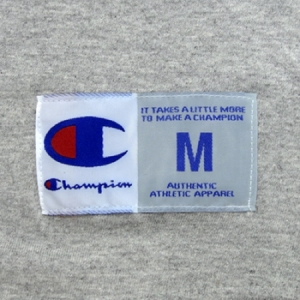 Champion
IT TAKES A LITTLE MORE
TO MAKE A CHAMPION
M
AUTHENTIC
ATHLETIC APPAREL